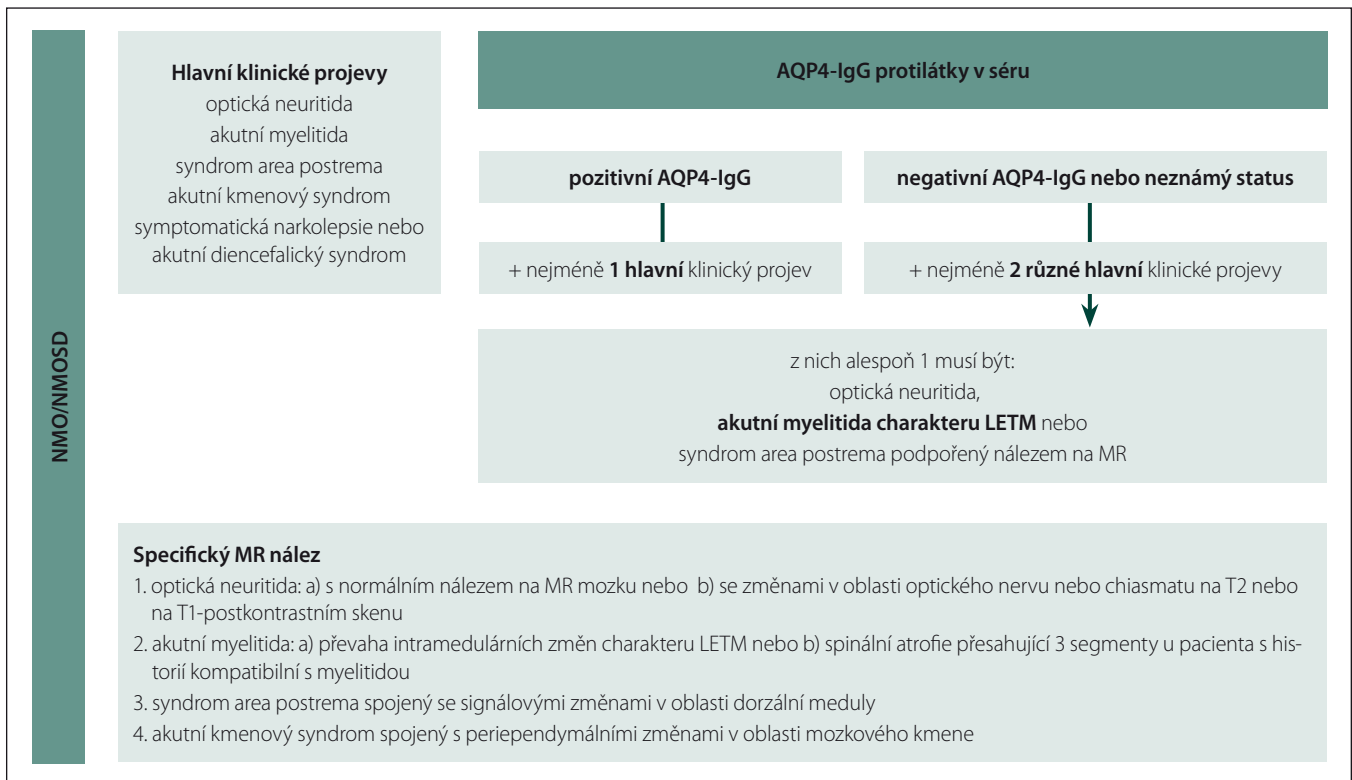 NMO/NMOSD
Hlavní klinické projevy
optická neuritida
akutní myelitida
syndrom area postrema
akutní kmenový syndrom
symptomatická narkolepsie nebo
akutní diencefalický syndrom
AQP4-IgG protilátky v séru
pozitivní AQP4-IgG
negativní AQP4-IgG nebo neznámý status
+ nejméně 1 hlavní klinický projev
+ nejméně 2 různé hlavní klinické projevy
z nich alespoň 1 musí být:
optická neuritida,
akutní myelitida charakteru LETM nebo
syndrom area postrema podpořený nálezem na MR
Specifický MR nález
1. optická neuritida: a) s normálním nálezem na MR mozku nebo b) se změnami v oblasti optického nervu nebo chiasmatu na T2 nebo
na T1-postkontrastním skenu
2. akutní myelitida: a) převaha intramedulárních změn charakteru LETM nebo b) spinální atrofie přesahující 3 segmenty u pacienta s his-
torií kompatibilní s myelitidou
3. syndrom area postrema spojený se signálovými změnami v oblasti dorzální meduly
4. akutní kmenový syndrom spojený s periependymálními změnami v oblasti mozkového kmene